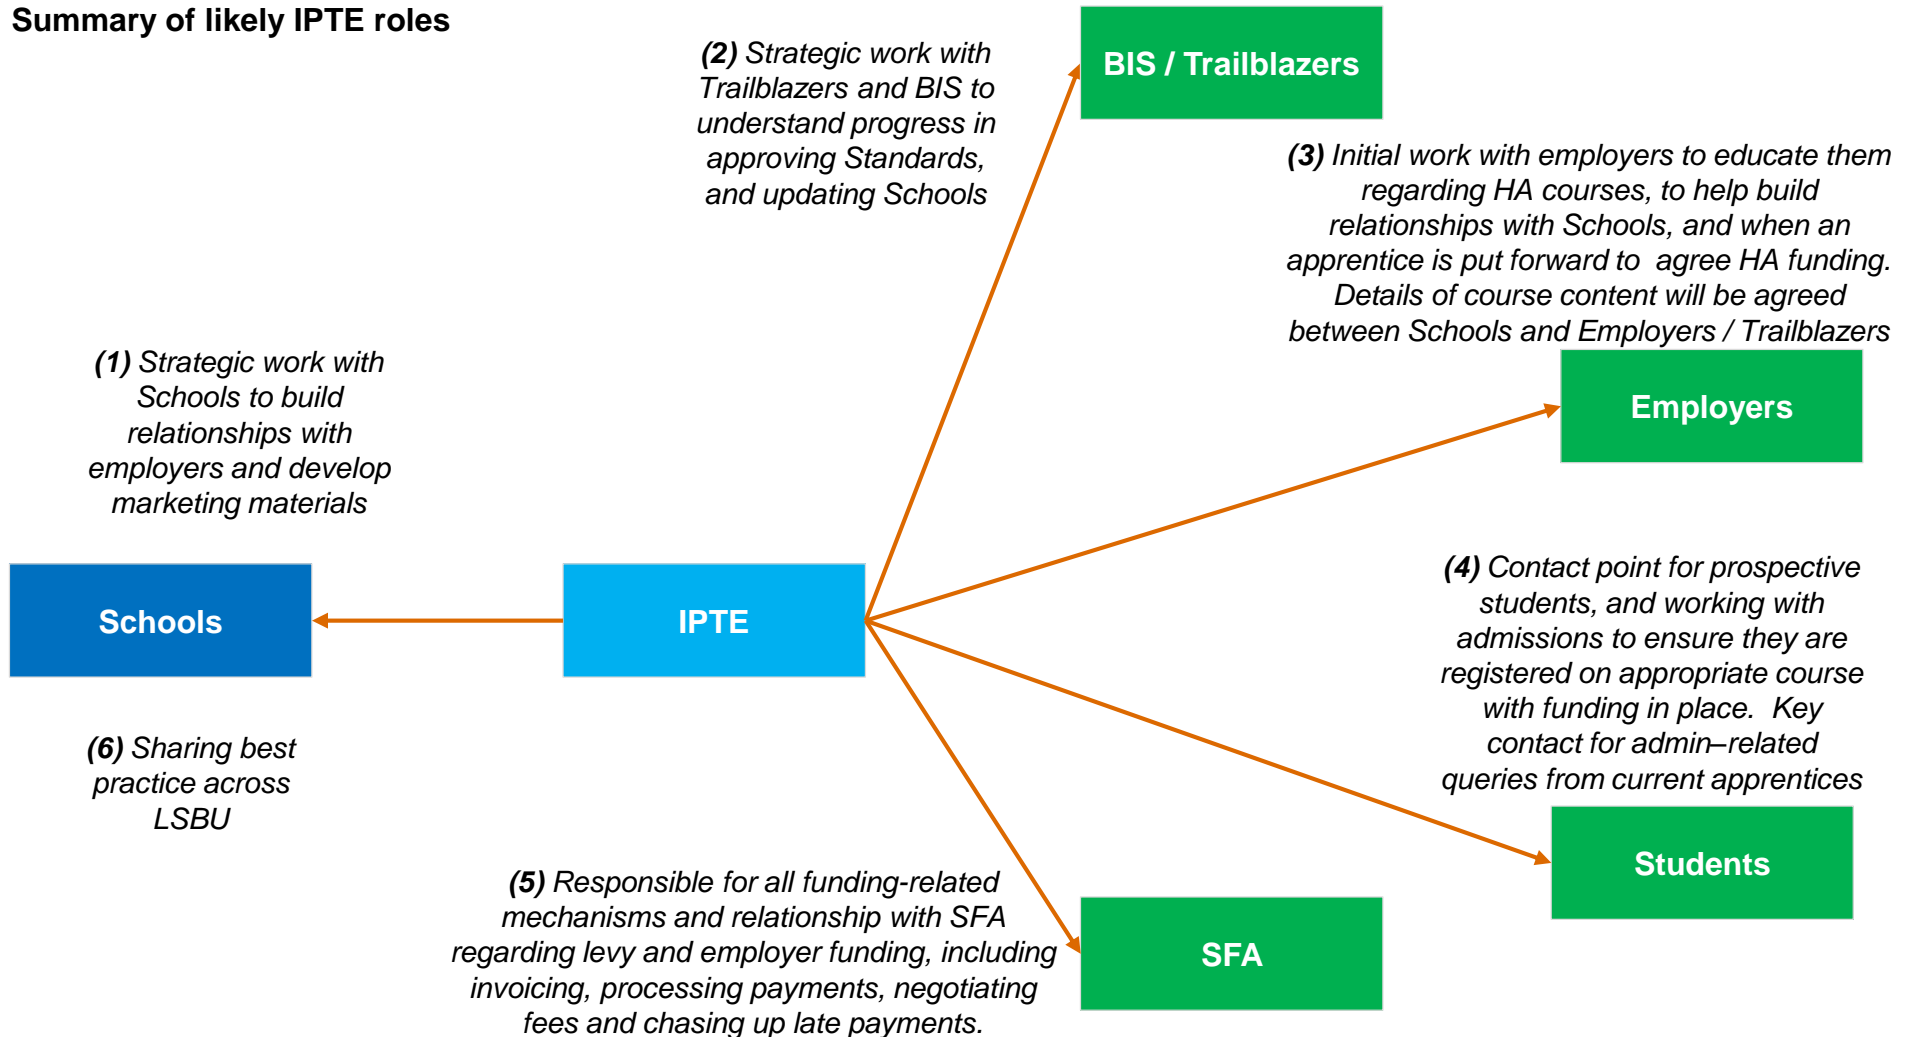 Summary of likely IPTE roles
(2) Strategic work with
Trailblazers and BIS to
understand progress in
approving Standards,
and updating Schools
BIS / Trailblazers
(3) Initial work with employers to educate them
regarding HA courses, to help build
relationships with Schools, and when an
apprentice is put forward to  agree HA funding.
Details of course content will be agreed
between Schools and Employers / Trailblazers
(1) Strategic work with
Schools to build
relationships with
employers and develop
marketing materials
Employers
Schools
IPTE
(4) Contact point for prospective
students, and working with
admissions to ensure they are
registered on appropriate course
with funding in place.  Key
contact for admin–related
queries from current apprentices
(6) Sharing best
practice across
LSBU
Students
(5) Responsible for all funding-related
mechanisms and relationship with SFA
regarding levy and employer funding, including
invoicing, processing payments, negotiating
fees and chasing up late payments.
SFA